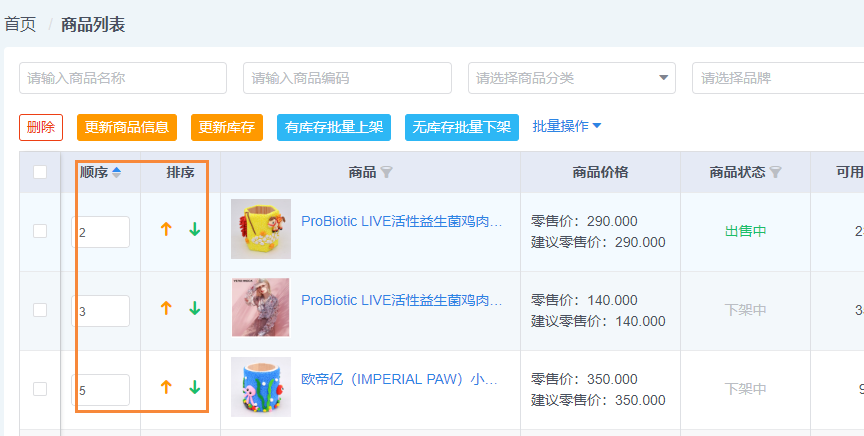 首页 / 商品列表
请输入商品名称 请输入商品编码 请选择商品分类 请选择品牌
删除 更新商品信息 更新库存 有库存批量上架 无库存批量下架 批量操作
顺序 排序 商品 商品价格 商品状态 可用
ProBiotic LIVE活性益生菌鸡肉... 零售价：290.000
2 出售中 2
建议零售价：290.000
ProBiotic LIVE活性益生菌鸡肉... 零售价：140.000
3 下架中 3
建议零售价：140.000
欧帝亿（IMPERIAL PAW）小... 零售价：350.000
5 下架中 9
建议零售价：350.000